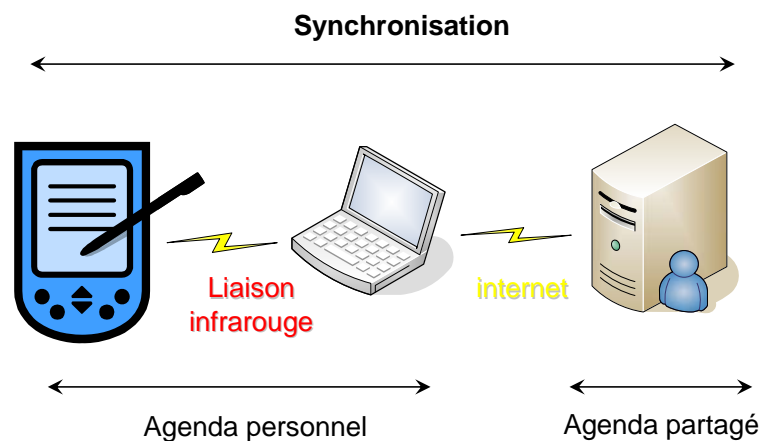 Synchronisation
Liaison
infrarouge
internet
Agenda personnel
Agenda partagé